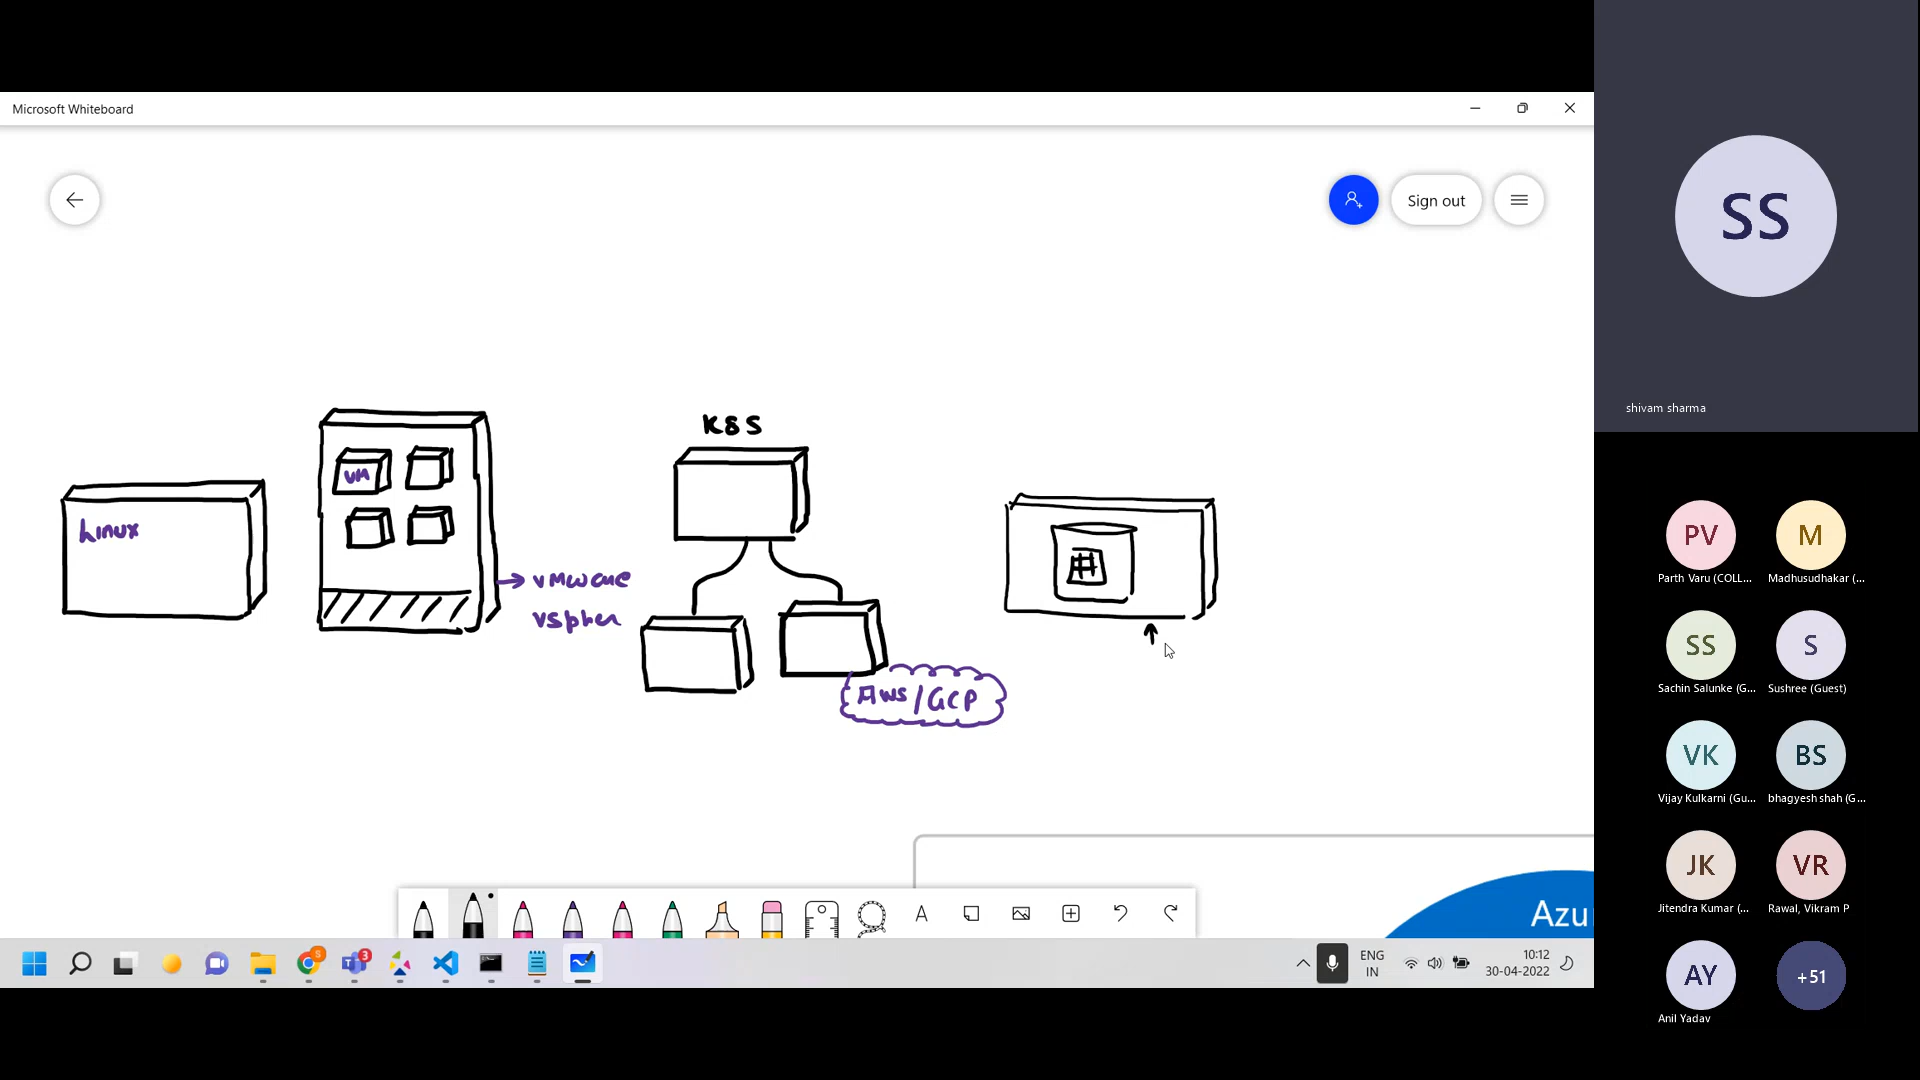 Microsoft Whiteboard
Sign out
Linux
VM
VMware
vspher
K8S
AWS/GCP
A
Azu
S
3
ENG
IN
10:12
30-04-2022
SS
shivam sharma
PV
Parth Varu (COLL...
M
Madhusudhakar (...
SS
Sachin Salunke (G...
S
Sushree (Guest)
VK
Vijay Kulkarni (Gu...
BS
bhagyesh shah (G...
JK
Jitendra Kumar (...
VR
Rawal, Vikram P
AY
Anil Yadav
+51